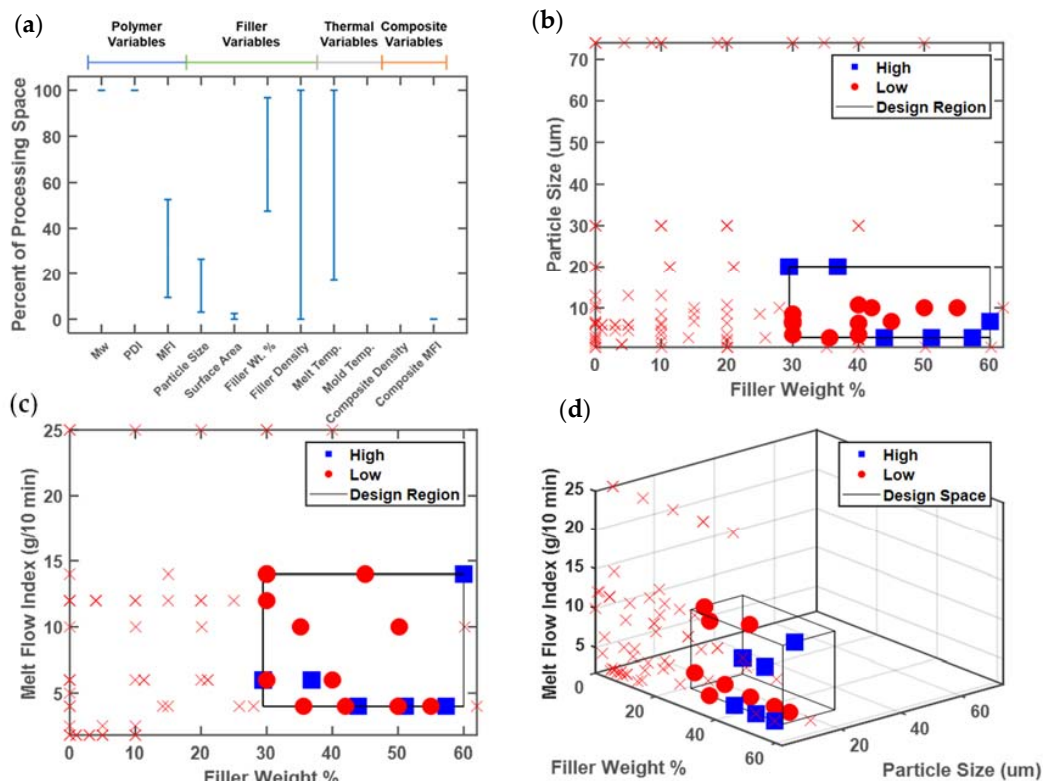 (a)
Polymer Variables
Filler Variables
Thermal Variables
Composite Variables
Percent of Processing Space
100
80
60
40
20
0
Mw
PDI
MFI
Particle Size
Surface Area
Filler Wt. %
Filler Density
Melt Temp.
Mold Temp.
Composite Density
Composite MFI
(b)
Particle Size (um)
70
60
50
40
30
20
10
0
10
20
30
40
50
60
Filler Weight %
High
Low
Design Region
(c)
Melt Flow Index (g/10 min)
25
20
15
10
5
0
10
20
30
40
50
60
Filler Weight %
High
Low
Design Region
(d)
Melt Flow Index (g/10 min)
25
20
15
10
5
0
20
40
60
Filler Weight %
20
40
60
Particle Size (um)
High
Low
Design Space